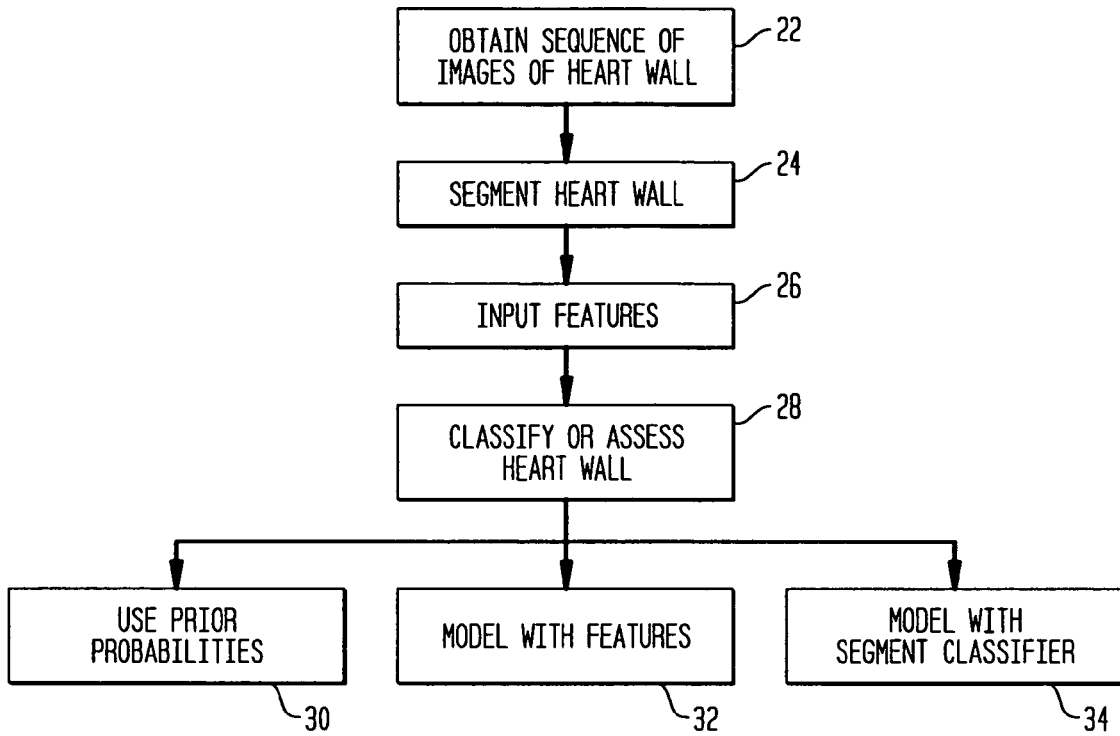 OBTAIN SEQUENCE OF
IMAGES OF HEART WALL
22
SEGMENT HEART WALL
24
INPUT FEATURES
26
CLASSIFY OR ASSESS
HEART WALL
28
USE PRIOR
PROBABILITIES
30
MODEL WITH FEATURES
32
MODEL WITH
SEGMENT CLASSIFIER
34